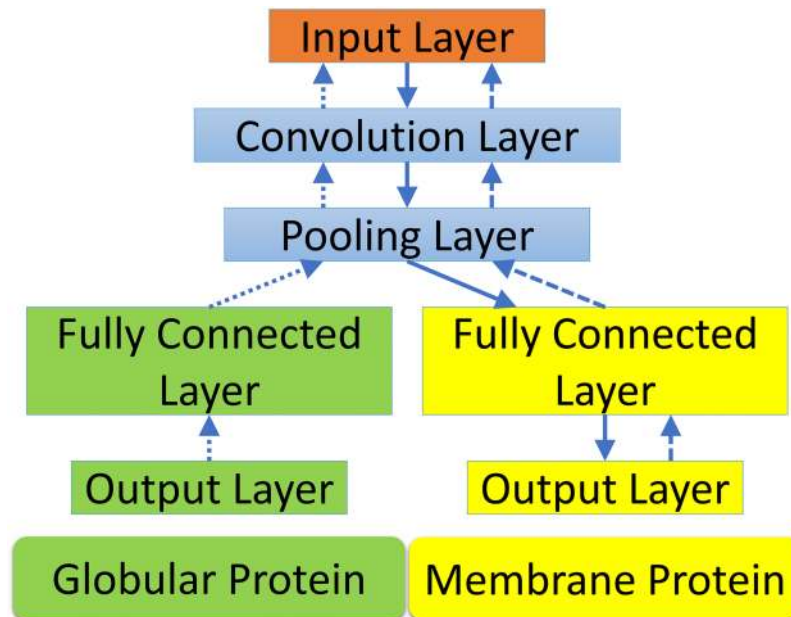 Input Layer
Convolution Layer
Pooling Layer
Fully Connected
Layer
Fully Connected
Layer
Output Layer
Output Layer
Globular Protein
Membrane Protein